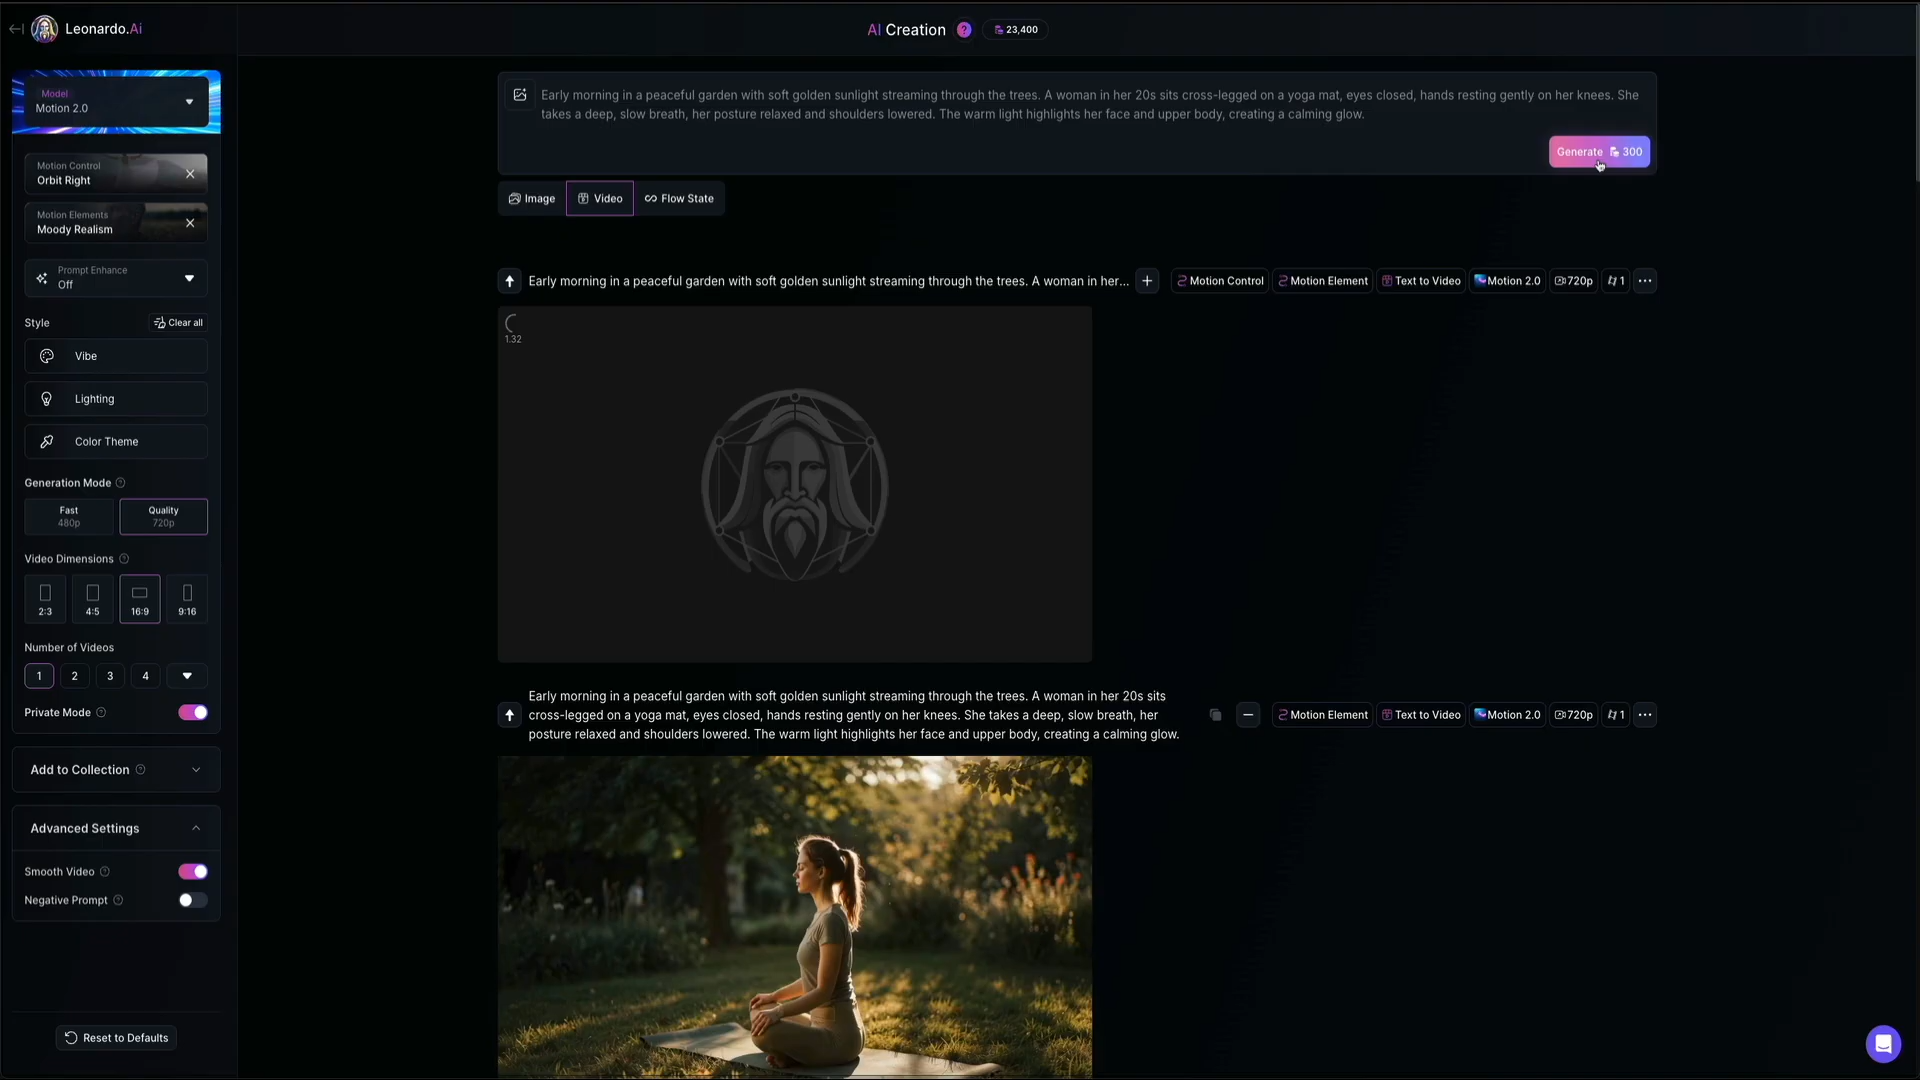 Leonardo.Ai
AI Creation ? 23,400
Model
Motion 2.0
Motion Control
Orbit Right
Motion Elements
Moody Realism
Prompt Enhance
Off
Style
Clear all
Vibe
Lighting
Color Theme
Generation Mode
Fast
480p
Quality
720p
Video Dimensions
2:3 4:5 16:9 9:16
Number of Videos
1 2 3 4
Private Mode
Add to Collection
Advanced Settings
Smooth Video
Negative Prompt
Reset to Defaults
Early morning in a peaceful garden with soft golden sunlight streaming through the trees. A woman in her 20s sits cross-legged on a yoga mat, eyes closed, hands resting gently on her knees. She
takes a deep, slow breath, her posture relaxed and shoulders lowered. The warm light highlights her face and upper body, creating a calming glow.
Generate 300
Image Video Flow State
Early morning in a peaceful garden with soft golden sunlight streaming through the trees. A woman in her... Motion Control Motion Element Text to Video Motion 2.0 720p 1
1.32
Early morning in a peaceful garden with soft golden sunlight streaming through the trees. A woman in her 20s sits
cross-legged on a yoga mat, eyes closed, hands resting gently on her knees. She takes a deep, slow breath, her
posture relaxed and shoulders lowered. The warm light highlights her face and upper body, creating a calming glow.
Motion Element Text to Video Motion 2.0 720p 1